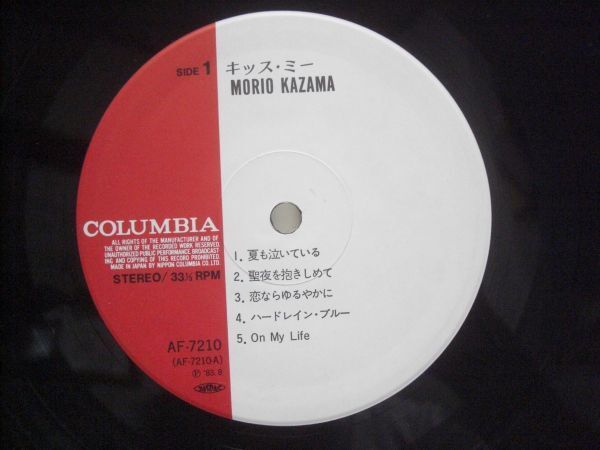 SIDE 1
キッス・ミー
MORIO KAZAMA
COLUMBIA
ALL RIGHTS OF THE MANUFACTURER AND OF
THE OWNER OF THE RECORDED WORK RESERVED.
UNAUTHORIZED PUBLIC PERFORMANCE BROADCAST-
ING AND COPYING OF THIS RECORD PROHIBITED.
MADE IN JAPAN BY NIPPON COLUMBIA CO. LTD.
STEREO/33⅓ RPM
1. 夏も泣いている
2. 聖夜を抱きしめて
3. 恋ならゆるやかに
4. ハードレイン・ブルー
5. On My Life
AF-7210
(AF-7210-A)
Ⓟ '83. 8